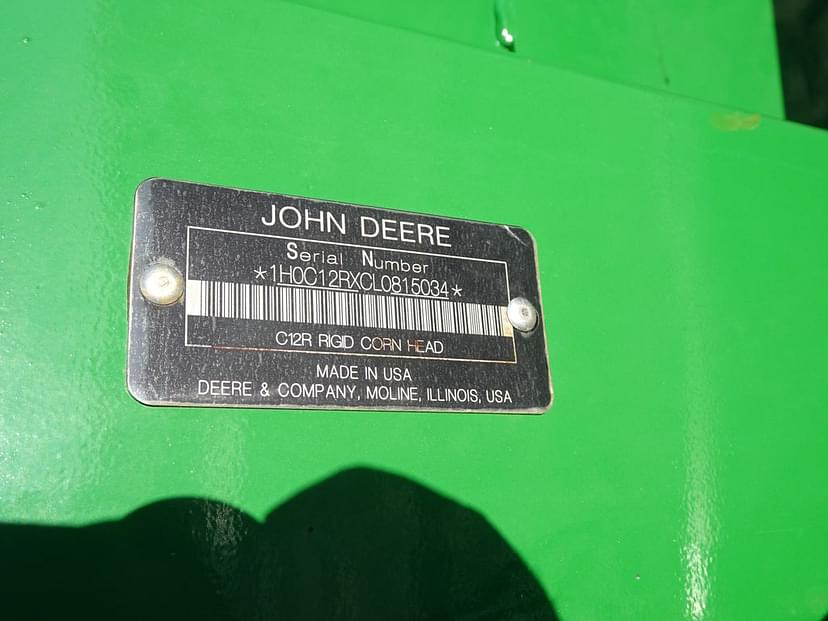 JOHN DEERE
Serial Number
*1H0C12RXCL0815034*
C12R RIGID CORN HEAD
MADE IN USA
DEERE & COMPANY, MOLINE, ILLINOIS, USA